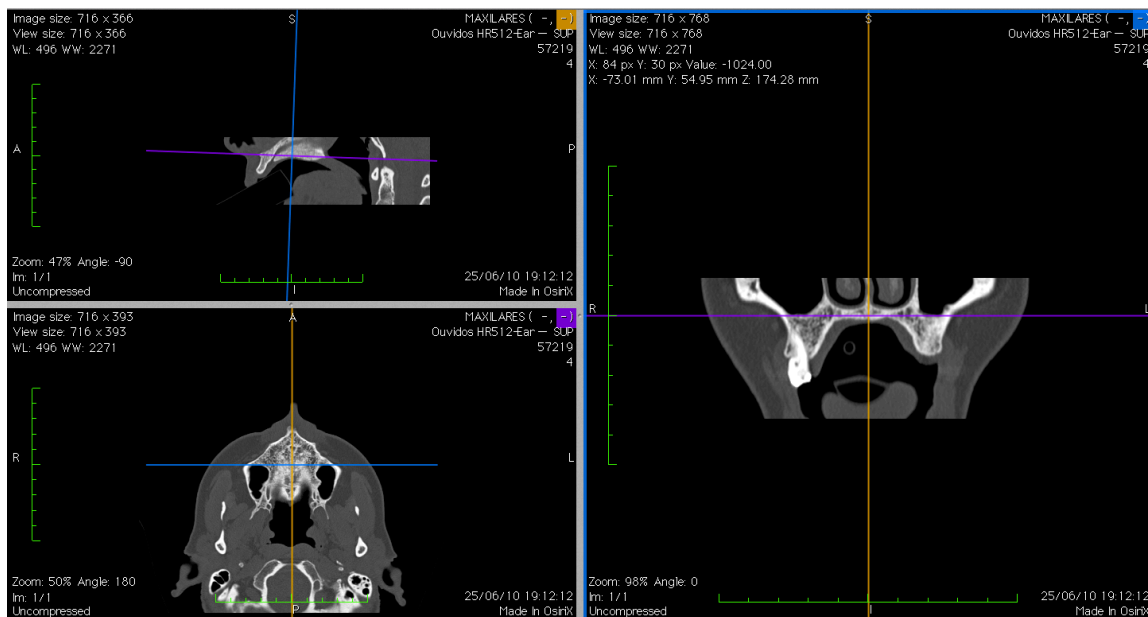 Image size: 716 x 366
View size: 716 x 366
WL: 496 WW: 2271
S
MAXILARES ( -, -)
Ouvidos HR512-Ear — SUP
57219
4
A
P
Zoom: 47% Angle: -90
Im: 1/1
Uncompressed
I
25/06/10 19:12:12
Made In OsiriX
Image size: 716 x 393
View size: 716 x 393
WL: 496 WW: 2271
A
MAXILARES ( -, -)
Ouvidos HR512-Ear — SUP
57219
4
R
L
Zoom: 50% Angle: 180
Im: 1/1
Uncompressed
P
25/06/10 19:12:12
Made In OsiriX
Image size: 716 x 768
View size: 716 x 768
WL: 496 WW: 2271
X: 84 px Y: 30 px Value: -1024.00
X: -73.01 mm Y: 54.95 mm Z: 174.28 mm
S
MAXILARES ( -, -)
Ouvidos HR512-Ear — SUP
57219
4
R
L
Zoom: 98% Angle: 0
Im: 1/1
Uncompressed
I
25/06/10 19:12:12
Made In OsiriX